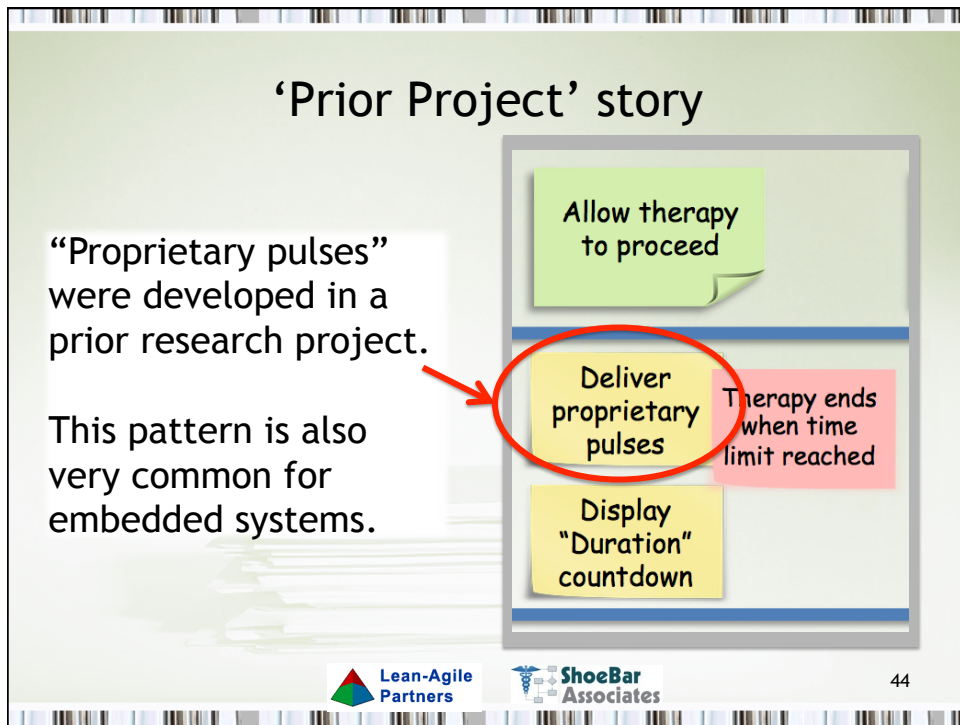 ‘Prior Project’ story
“Proprietary pulses”
were developed in a
prior research project.
This pattern is also
very common for
embedded systems.
Allow therapy
to proceed
Deliver
proprietary
pulses
Therapy ends
when time
limit reached
Display
“Duration”
countdown
Lean-Agile
Partners
ShoeBar
Associates
44